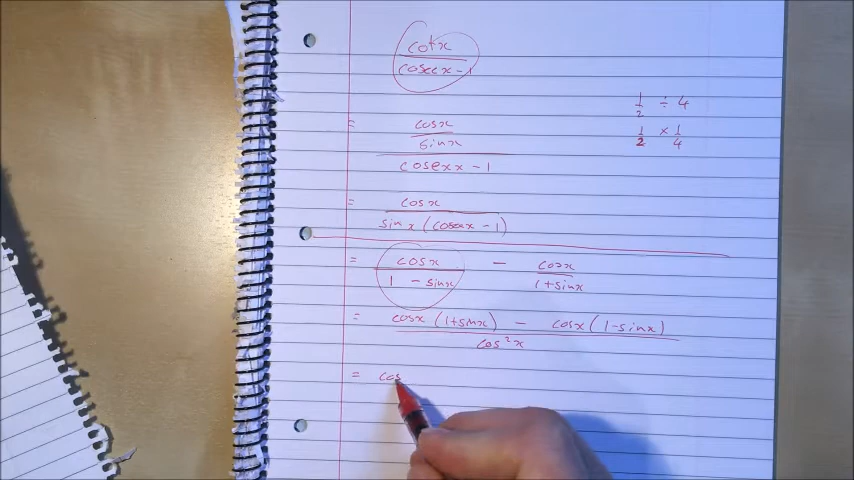 cotx
cosecx - 1
1/2 ÷ 4
= cosx
sinx
cosecx - 1
1/2 × 1/4
= cosx
sinx (cosecx - 1)
= cosx/1 - sinx - cosx/1+sinx
= cosx (1+sinx) - cosx (1-sinx)
cos²x
= cos